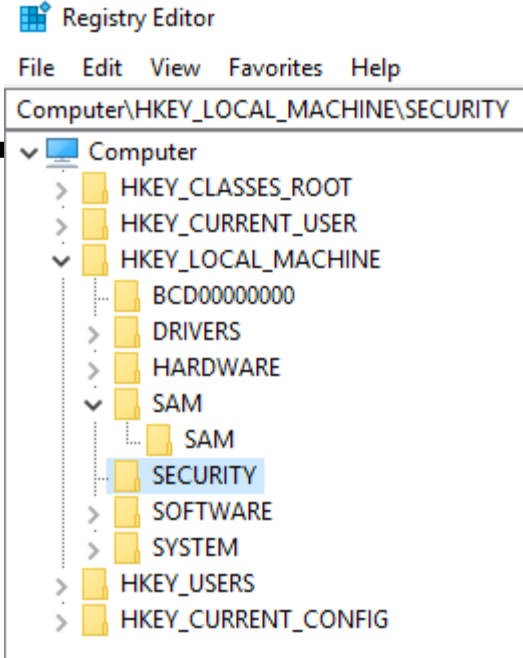 Registry Editor
File Edit View Favorites Help
Computer\HKEY_LOCAL_MACHINE\SECURITY
Computer
HKEY_CLASSES_ROOT
HKEY_CURRENT_USER
HKEY_LOCAL_MACHINE
BCD00000000
DRIVERS
HARDWARE
SAM
SAM
SECURITY
SOFTWARE
SYSTEM
HKEY_USERS
HKEY_CURRENT_CONFIG